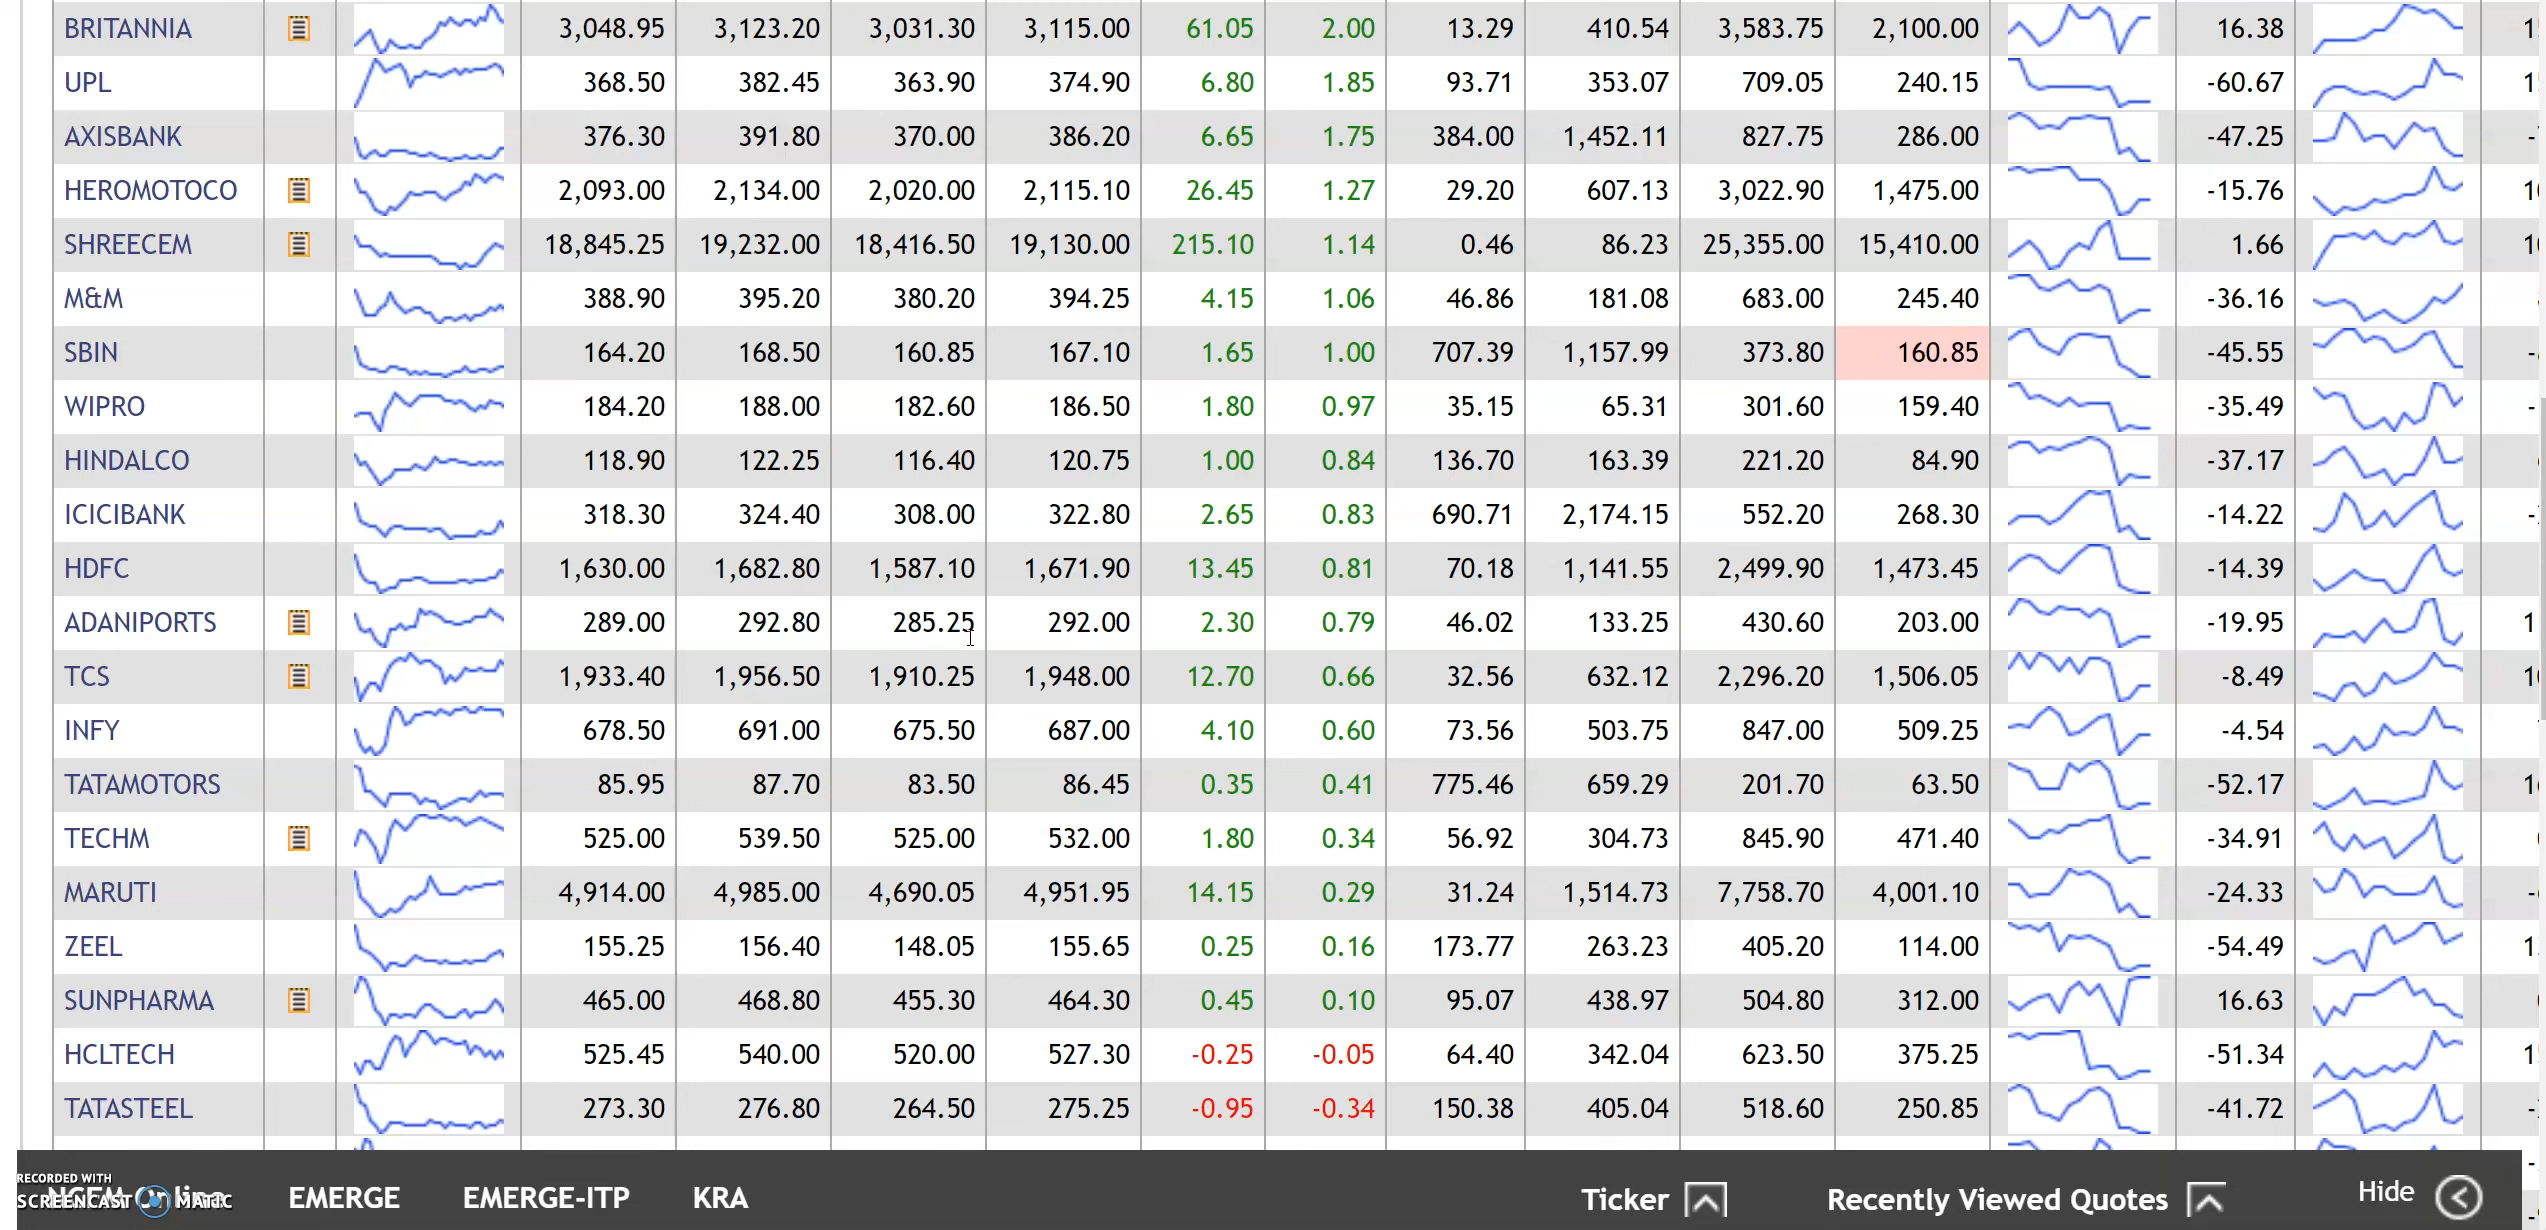 BRITANNIA 3,048.95 3,123.20 3,031.30 3,115.00 61.05 2.00 13.29 410.54 3,583.75 2,100.00 16.38
UPL 368.50 382.45 363.90 374.90 6.80 1.85 93.71 353.07 709.05 240.15 -60.67
AXISBANK 376.30 391.80 370.00 386.20 6.65 1.75 384.00 1,452.11 827.75 286.00 -47.25
HEROMOTOCO 2,093.00 2,134.00 2,020.00 2,115.10 26.45 1.27 29.20 607.13 3,022.90 1,475.00 -15.76
SHREECEM 18,845.25 19,232.00 18,416.50 19,130.00 215.10 1.14 0.46 86.23 25,355.00 15,410.00 1.66
M&M 388.90 395.20 380.20 394.25 4.15 1.06 46.86 181.08 683.00 245.40 -36.16
SBIN 164.20 168.50 160.85 167.10 1.65 1.00 707.39 1,157.99 373.80 160.85 -45.55
WIPRO 184.20 188.00 182.60 186.50 1.80 0.97 35.15 65.31 301.60 159.40 -35.49
HINDALCO 118.90 122.25 116.40 120.75 1.00 0.84 136.70 163.39 221.20 84.90 -37.17
ICICIBANK 318.30 324.40 308.00 322.80 2.65 0.83 690.71 2,174.15 552.20 268.30 -14.22
HDFC 1,630.00 1,682.80 1,587.10 1,671.90 13.45 0.81 70.18 1,141.55 2,499.90 1,473.45 -14.39
ADANIPORTS 289.00 292.80 285.25 292.00 2.30 0.79 46.02 133.25 430.60 203.00 -19.95
TCS 1,933.40 1,956.50 1,910.25 1,948.00 12.70 0.66 32.56 632.12 2,296.20 1,506.05 -8.49
INFY 678.50 691.00 675.50 687.00 4.10 0.60 73.56 503.75 847.00 509.25 -4.54
TATAMOTORS 85.95 87.70 83.50 86.45 0.35 0.41 775.46 659.29 201.70 63.50 -52.17
TECHM 525.00 539.50 525.00 532.00 1.80 0.34 56.92 304.73 845.90 471.40 -34.91
MARUTI 4,914.00 4,985.00 4,690.05 4,951.95 14.15 0.29 31.24 1,514.73 7,758.70 4,001.10 -24.33
ZEEL 155.25 156.40 148.05 155.65 0.25 0.16 173.77 263.23 405.20 114.00 -54.49
SUNPHARMA 465.00 468.80 455.30 464.30 0.45 0.10 95.07 438.97 504.80 312.00 16.63
HCLTECH 525.45 540.00 520.00 527.30 -0.25 -0.05 64.40 342.04 623.50 375.25 -51.34
TATASTEEL 273.30 276.80 264.50 275.25 -0.95 -0.34 150.38 405.04 518.60 250.85 -41.72
RECORDED WITH
SCREENCAST MATIC EMERGE EMERGE-ITP KRA Ticker Recently Viewed Quotes Hide